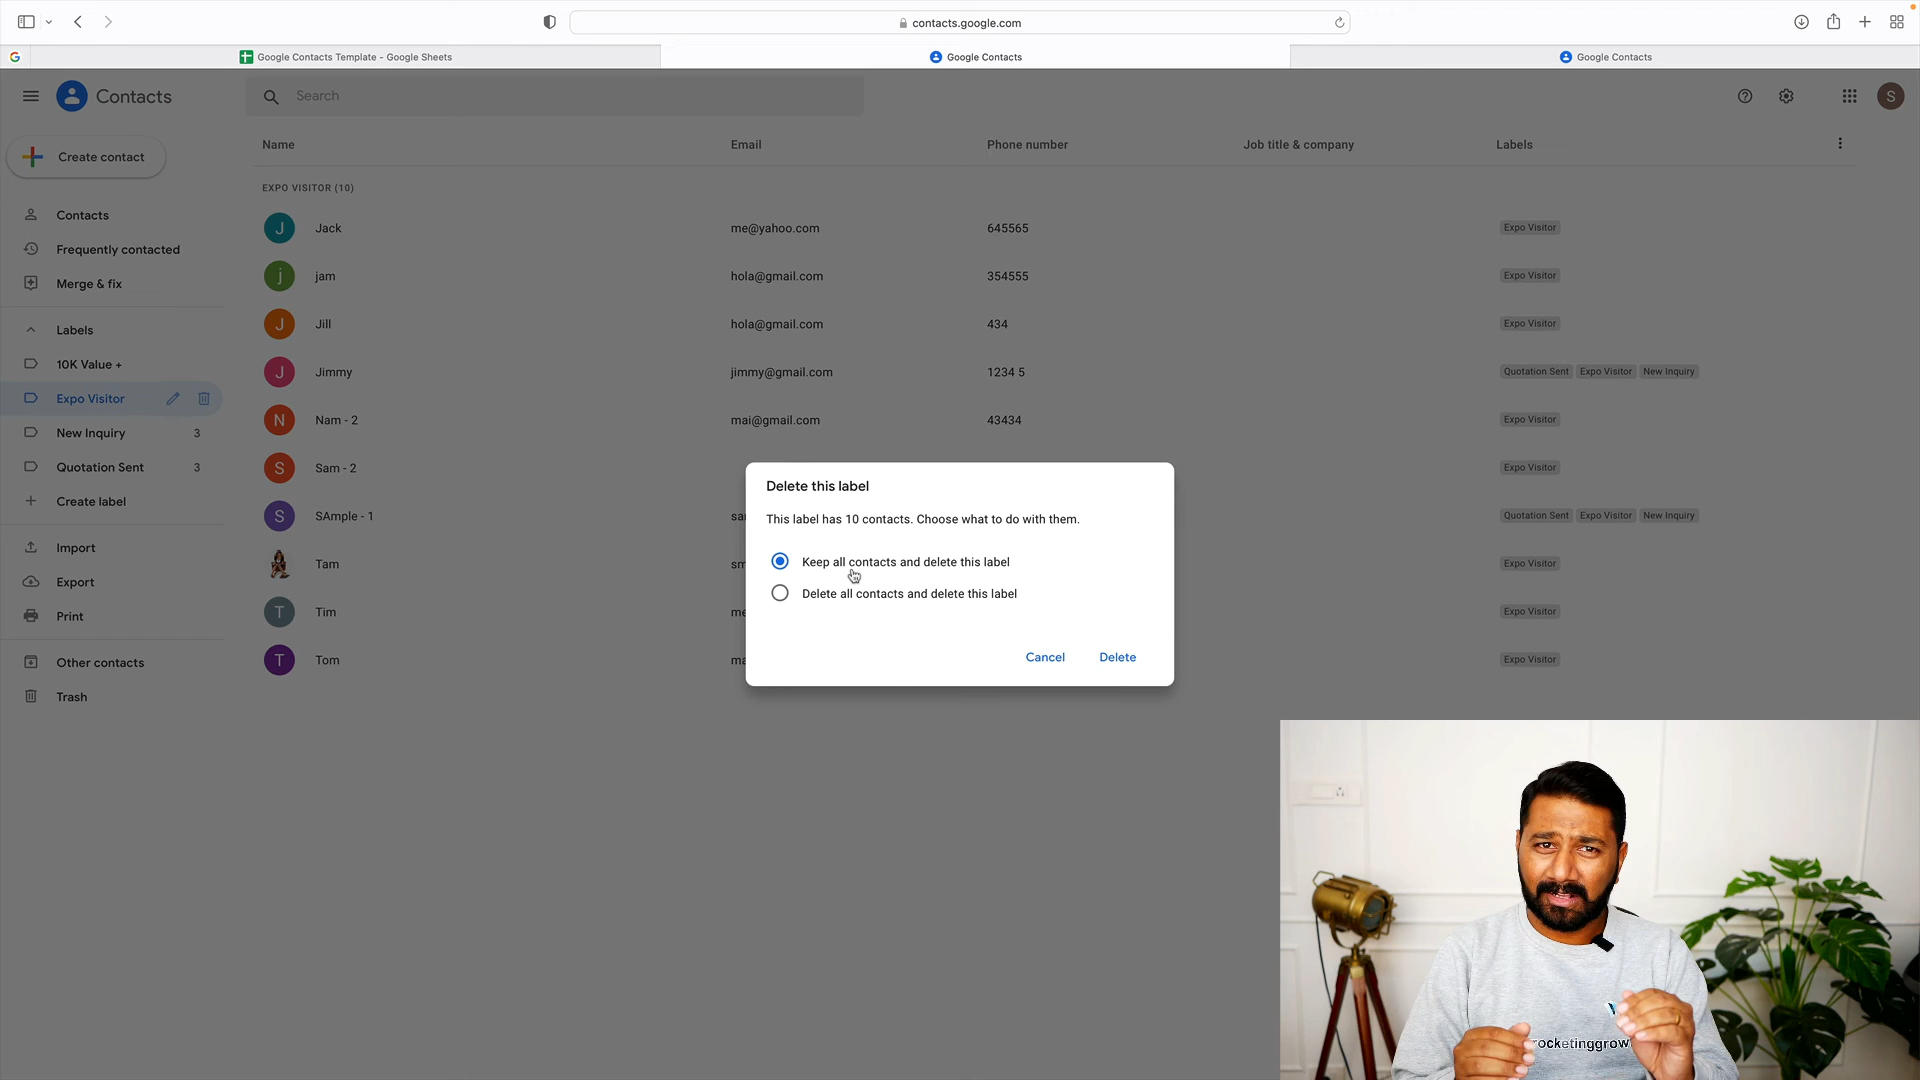 contacts.google.com
Google Contacts Template - Google Sheets
Google Contacts
Google Contacts
Contacts
Search
S
Create contact
Contacts
Frequently contacted
Merge & fix
Labels
10K Value +
Expo Visitor
New Inquiry 3
Quotation Sent 3
Create label
Import
Export
Print
Other contacts
Trash
Name Email Phone number Job title & company Labels
EXPO VISITOR (10)
J Jack me@yahoo.com 645565 Expo Visitor
j jam hola@gmail.com 354555 Expo Visitor
J Jill hola@gmail.com 434 Expo Visitor
J Jimmy jimmy@gmail.com 1234 5 Quotation Sent Expo Visitor New Inquiry
N Nam - 2 mai@gmail.com 43434 Expo Visitor
S Sam - 2 Expo Visitor
S SAmple - 1 sa Quotation Sent Expo Visitor New Inquiry
Tam sm Expo Visitor
T Tim me Expo Visitor
T Tom ma Expo Visitor
Delete this label
This label has 10 contacts. Choose what to do with them.
Keep all contacts and delete this label
Delete all contacts and delete this label
Cancel Delete
rocketinggrow